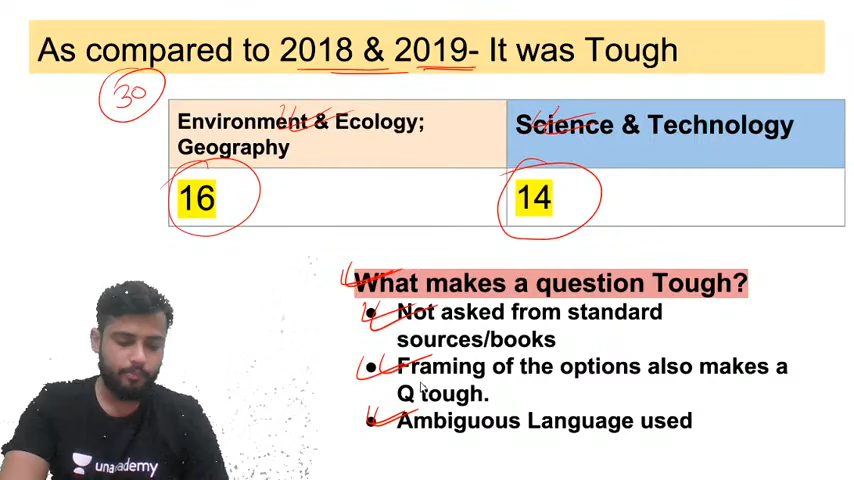 As compared to 2018 & 2019- It was Tough
30
Environment & Ecology;
Geography
Science & Technology
16
14
What makes a question Tough?
● Not asked from standard
sources/books
● Framing of the options also makes a
Q tough.
● Ambiguous Language used
unacademy